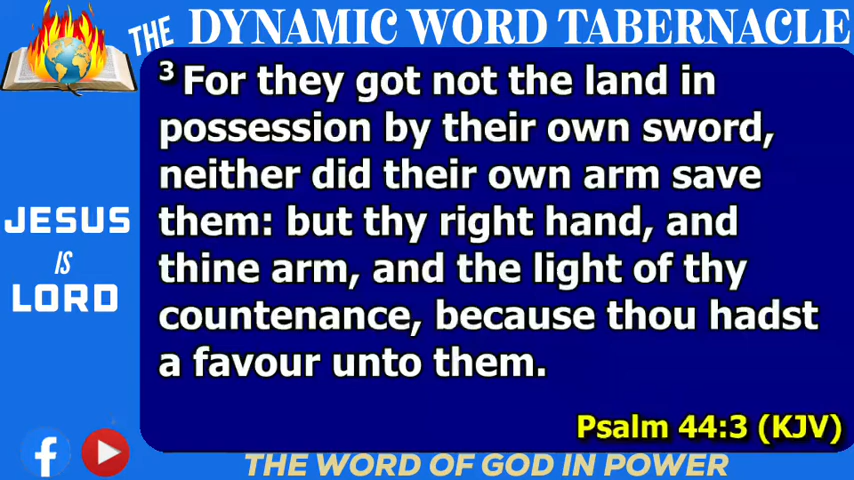 THE DYNAMIC WORD TABERNACLE
3 For they got not the land in
possession by their own sword,
neither did their own arm save
them: but thy right hand, and
thine arm, and the light of thy
countenance, because thou hadst
a favour unto them.
Psalm 44:3 (KJV)
JESUS
IS
LORD
THE WORD OF GOD IN POWER